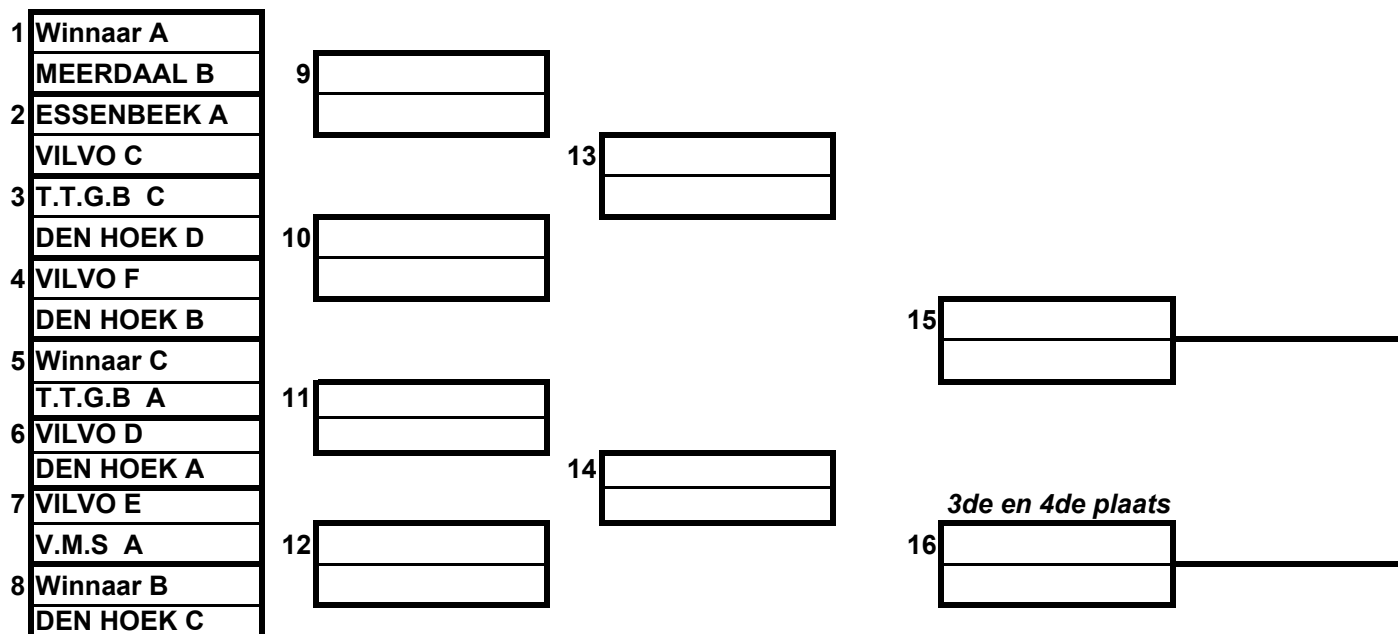 1 Winnaar A
MEERDAAL B 9
2 ESSENBEEK A
VILVO C 13
3 T.T.G.B  C
DEN HOEK D 10
4 VILVO F
DEN HOEK B 15
5 Winnaar C
T.T.G.B  A 11
6 VILVO D
DEN HOEK A 14
7 VILVO E 3de en 4de plaats
V.M.S  A 12 16
8 Winnaar B
DEN HOEK C